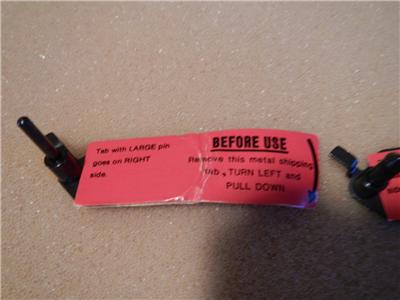 Tab with LARGE pin
goes on RIGHT
side.
BEFORE USE
Remove this metal shipping
tab, TURN LEFT and
PULL DOWN